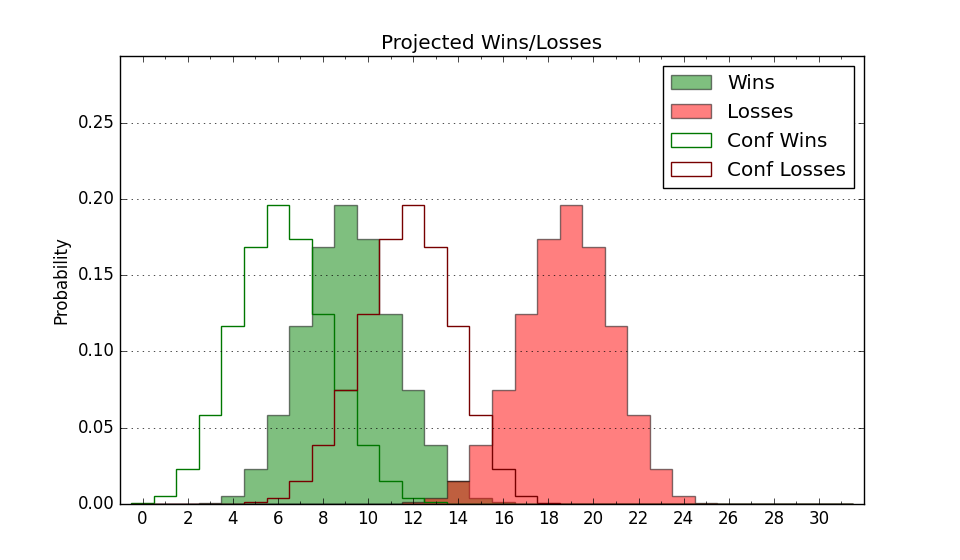 Projected Wins/Losses
Wins
Losses
Conf Wins
Conf Losses
Probability
0.25
0.20
0.15
0.10
0.05
0.00
0 2 4 6 8 10 12 14 16 18 20 22 24 26 28 30